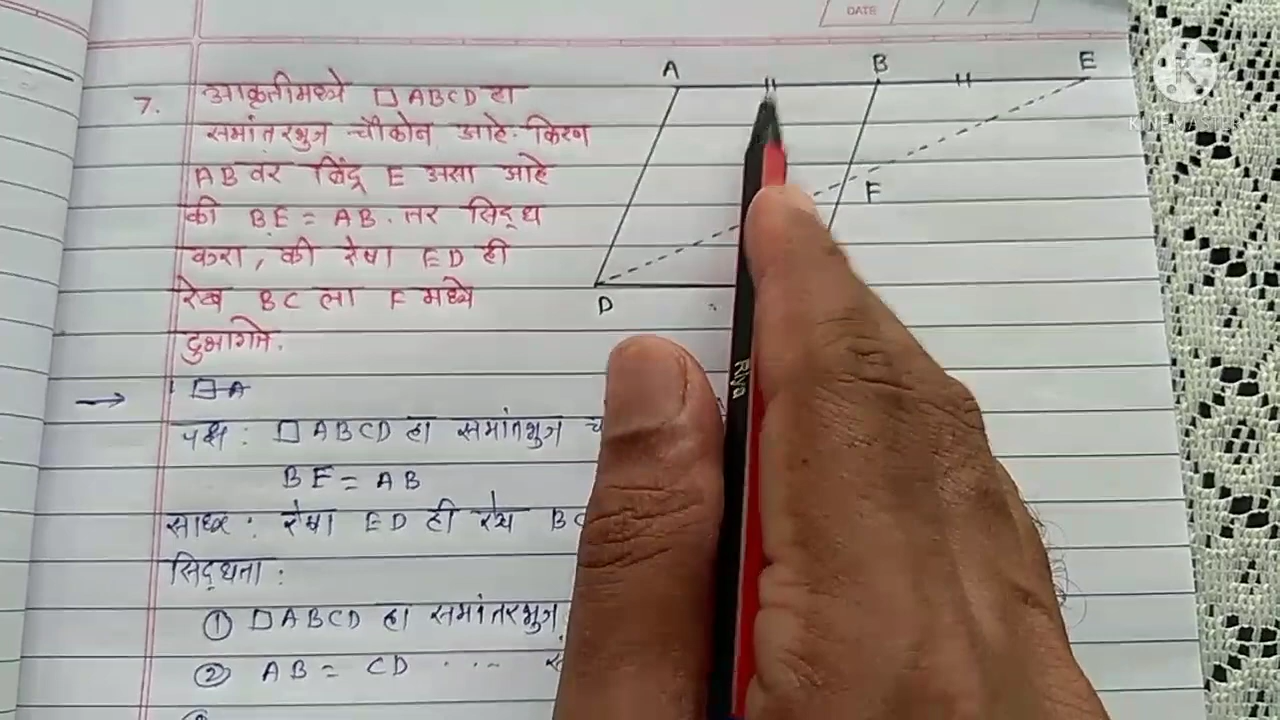 DATE
KINEMASTER
7. आकृतीमध्ये □ABCD हा
समांतरभुज चौकोन आहे. किरण
AB वर बिंदू E असा आहे
की BE = AB. तर सिद्ध
करा, की रेषा ED ही
रेख BC ला F मध्ये
दुभागते.
A B E
F
D
→ □A
पक्ष : □ABCD हा समांतभुज
BE = AB
साध्य : रेषा ED ही रेख BC
सिद्धता :
① □ABCD हा समांतरभुज
② AB = CD ....
Riya